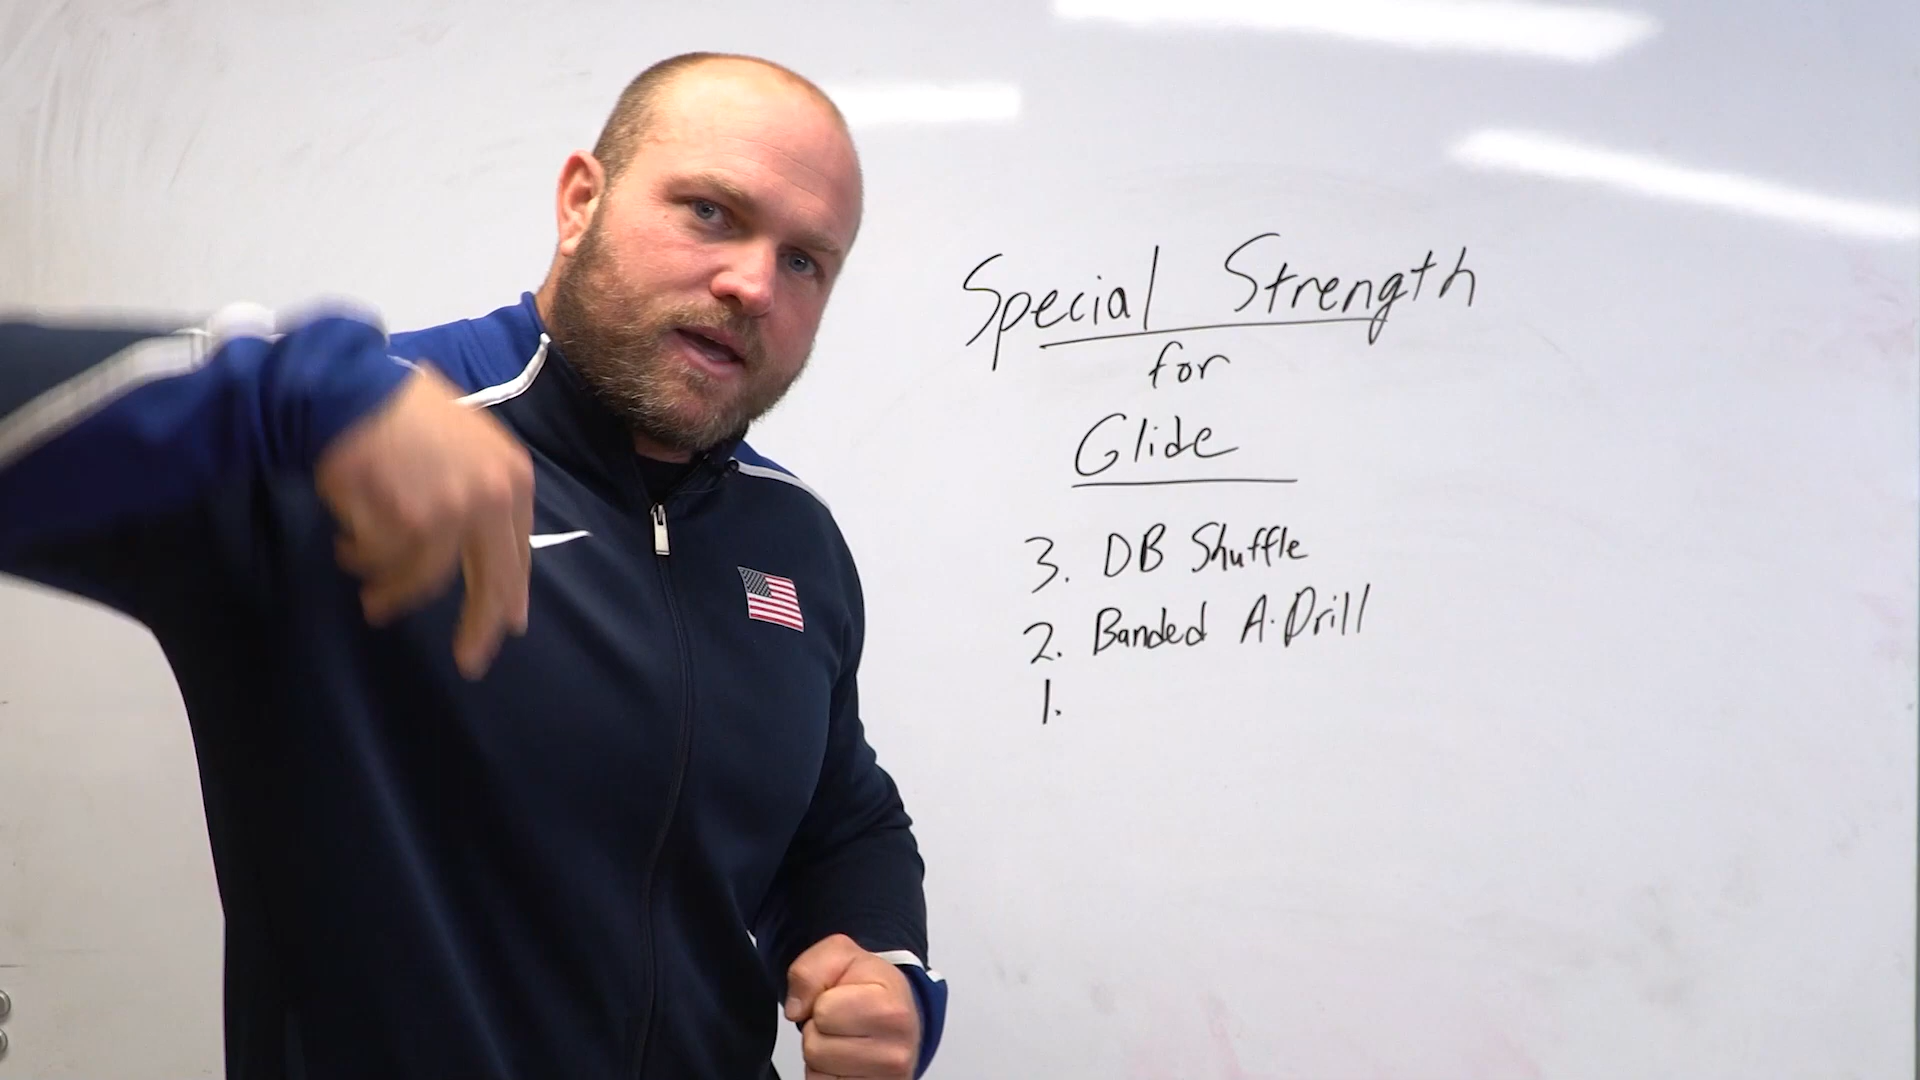 Special Strength
for
Glide
3. DB Shuffle
2. Banded A-Drill
1.